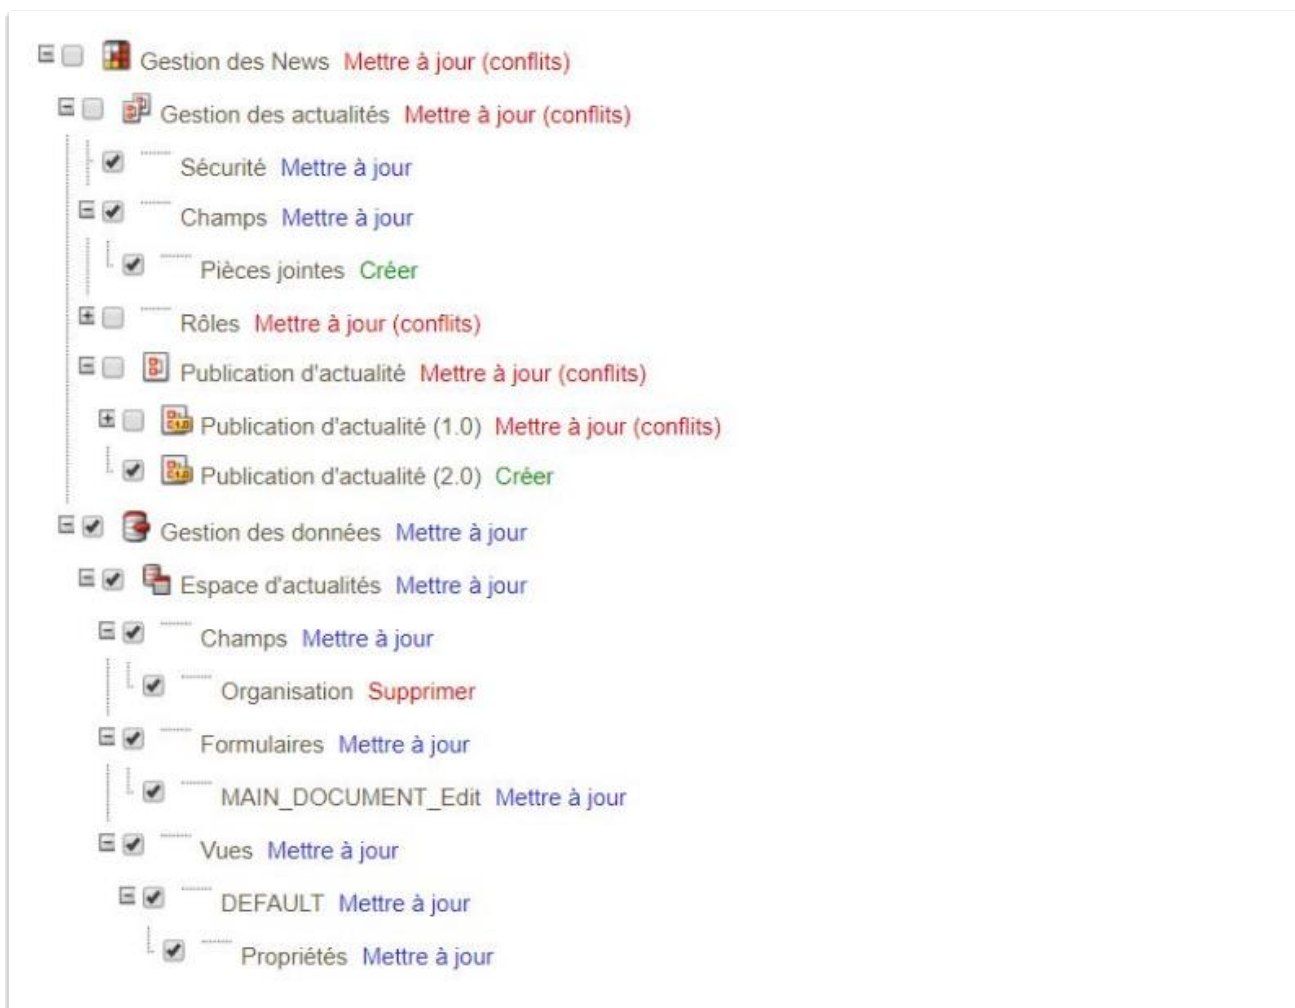 Gestion des News Mettre à jour (conflits)
Gestion des actualités Mettre à jour (conflits)
Sécurité Mettre à jour
Champs Mettre à jour
Pièces jointes Créer
Rôles Mettre à jour (conflits)
Publication d'actualité Mettre à jour (conflits)
Publication d'actualité (1.0) Mettre à jour (conflits)
Publication d'actualité (2.0) Créer
Gestion des données Mettre à jour
Espace d'actualités Mettre à jour
Champs Mettre à jour
Organisation Supprimer
Formulaires Mettre à jour
MAIN_DOCUMENT_Edit Mettre à jour
Vues Mettre à jour
DEFAULT Mettre à jour
Propriétés Mettre à jour